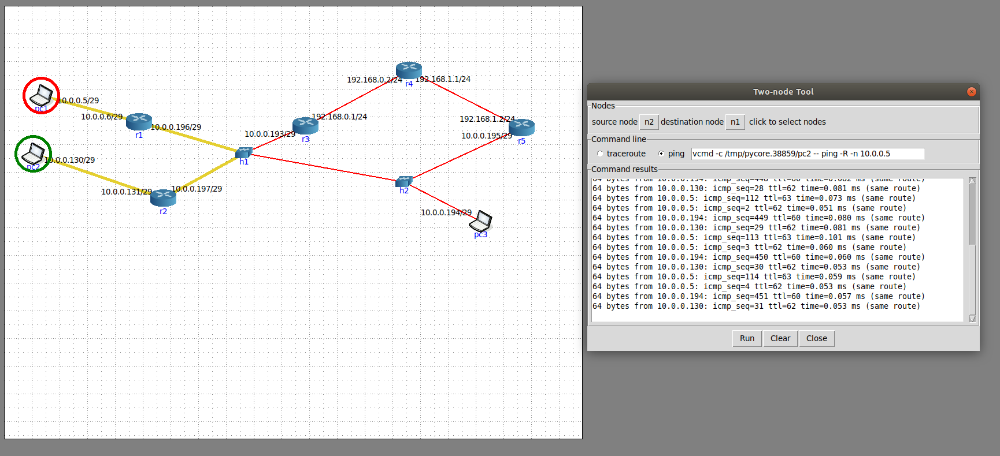 192.168.0.2/24
192.168.1.1/24
r4
10.0.0.5/29
pc1
10.0.0.6/29
192.168.0.1/24
192.168.1.2/24
10.0.0.196/29
r1
10.0.0.193/29
r3
10.0.0.195/29
r5
10.0.0.130/29
pc2
h1
10.0.0.131/29
10.0.0.197/29
h2
r2
10.0.0.194/29
pc3
Two-node Tool
Nodes
source node n2 destination node n1 click to select nodes
Command line
traceroute ping vcmd -c /tmp/pycore.38859/pc2 -- ping -R -n 10.0.0.5
Command results
64 bytes from 10.0.0.194: icmp_seq=448 ttl=60 time=0.082 ms (same route)
64 bytes from 10.0.0.130: icmp_seq=28 ttl=62 time=0.081 ms (same route)
64 bytes from 10.0.0.5: icmp_seq=112 ttl=63 time=0.073 ms (same route)
64 bytes from 10.0.0.5: icmp_seq=2 ttl=62 time=0.051 ms (same route)
64 bytes from 10.0.0.194: icmp_seq=449 ttl=60 time=0.080 ms (same route)
64 bytes from 10.0.0.130: icmp_seq=29 ttl=62 time=0.081 ms (same route)
64 bytes from 10.0.0.5: icmp_seq=113 ttl=63 time=0.101 ms (same route)
64 bytes from 10.0.0.5: icmp_seq=3 ttl=62 time=0.060 ms (same route)
64 bytes from 10.0.0.194: icmp_seq=450 ttl=60 time=0.060 ms (same route)
64 bytes from 10.0.0.130: icmp_seq=30 ttl=62 time=0.053 ms (same route)
64 bytes from 10.0.0.5: icmp_seq=114 ttl=63 time=0.059 ms (same route)
64 bytes from 10.0.0.5: icmp_seq=4 ttl=62 time=0.053 ms (same route)
64 bytes from 10.0.0.194: icmp_seq=451 ttl=60 time=0.057 ms (same route)
64 bytes from 10.0.0.130: icmp_seq=31 ttl=62 time=0.053 ms (same route)
Run Clear Close